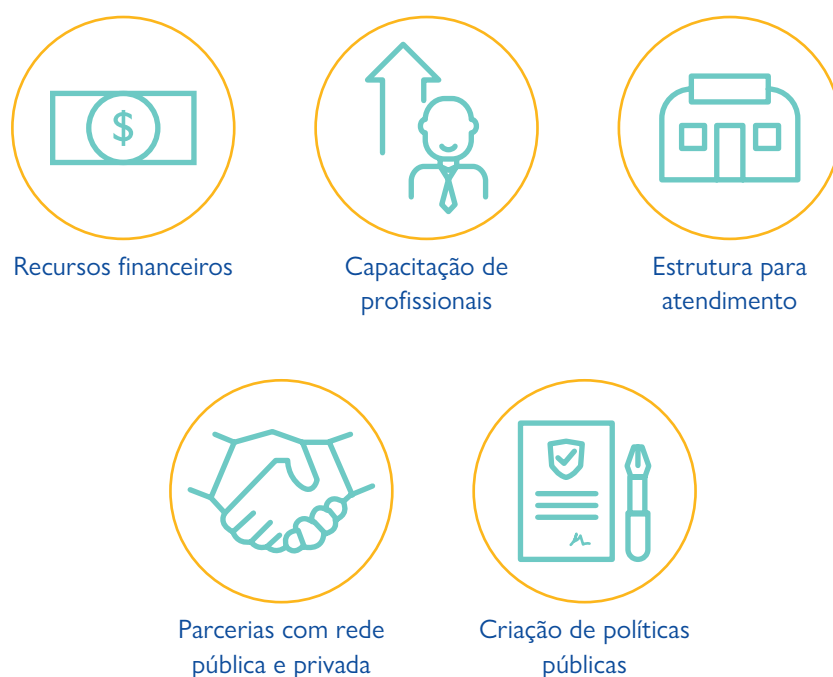 $
Recursos financeiros
Capacitação de
profissionais
Estrutura para
atendimento
Parcerias com rede
pública e privada
Criação de políticas
públicas